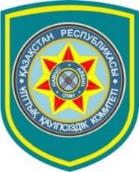 ҚАЗАҚСТАН РЕСПУБЛИКАСЫ
ҰЛТТЫҚ ҚАУІПСІЗДІК КОМИТЕТІ